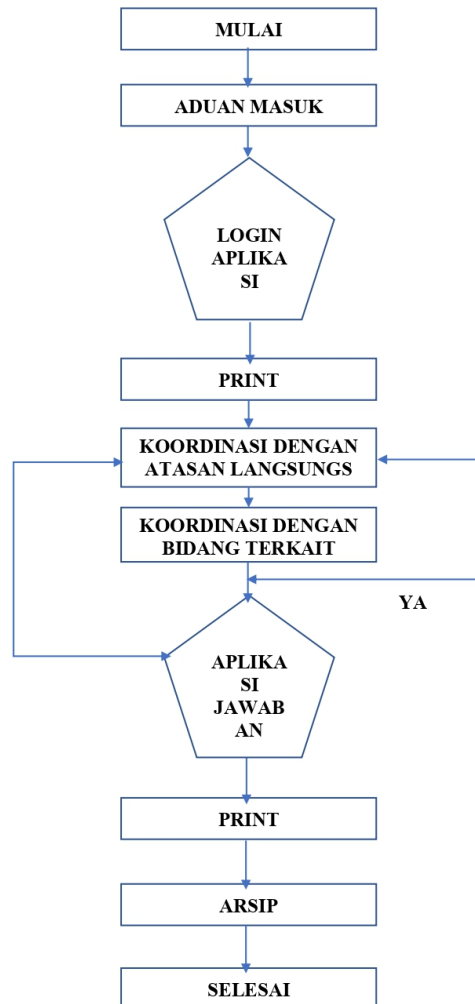 MULAI
ADUAN MASUK
LOGIN
APLIKA
SI
PRINT
KOORDINASI DENGAN
ATASAN LANGSUNGS
KOORDINASI DENGAN
BIDANG TERKAIT
YA
APLIKA
SI
JAWAB
AN
PRINT
ARSIP
SELESAI